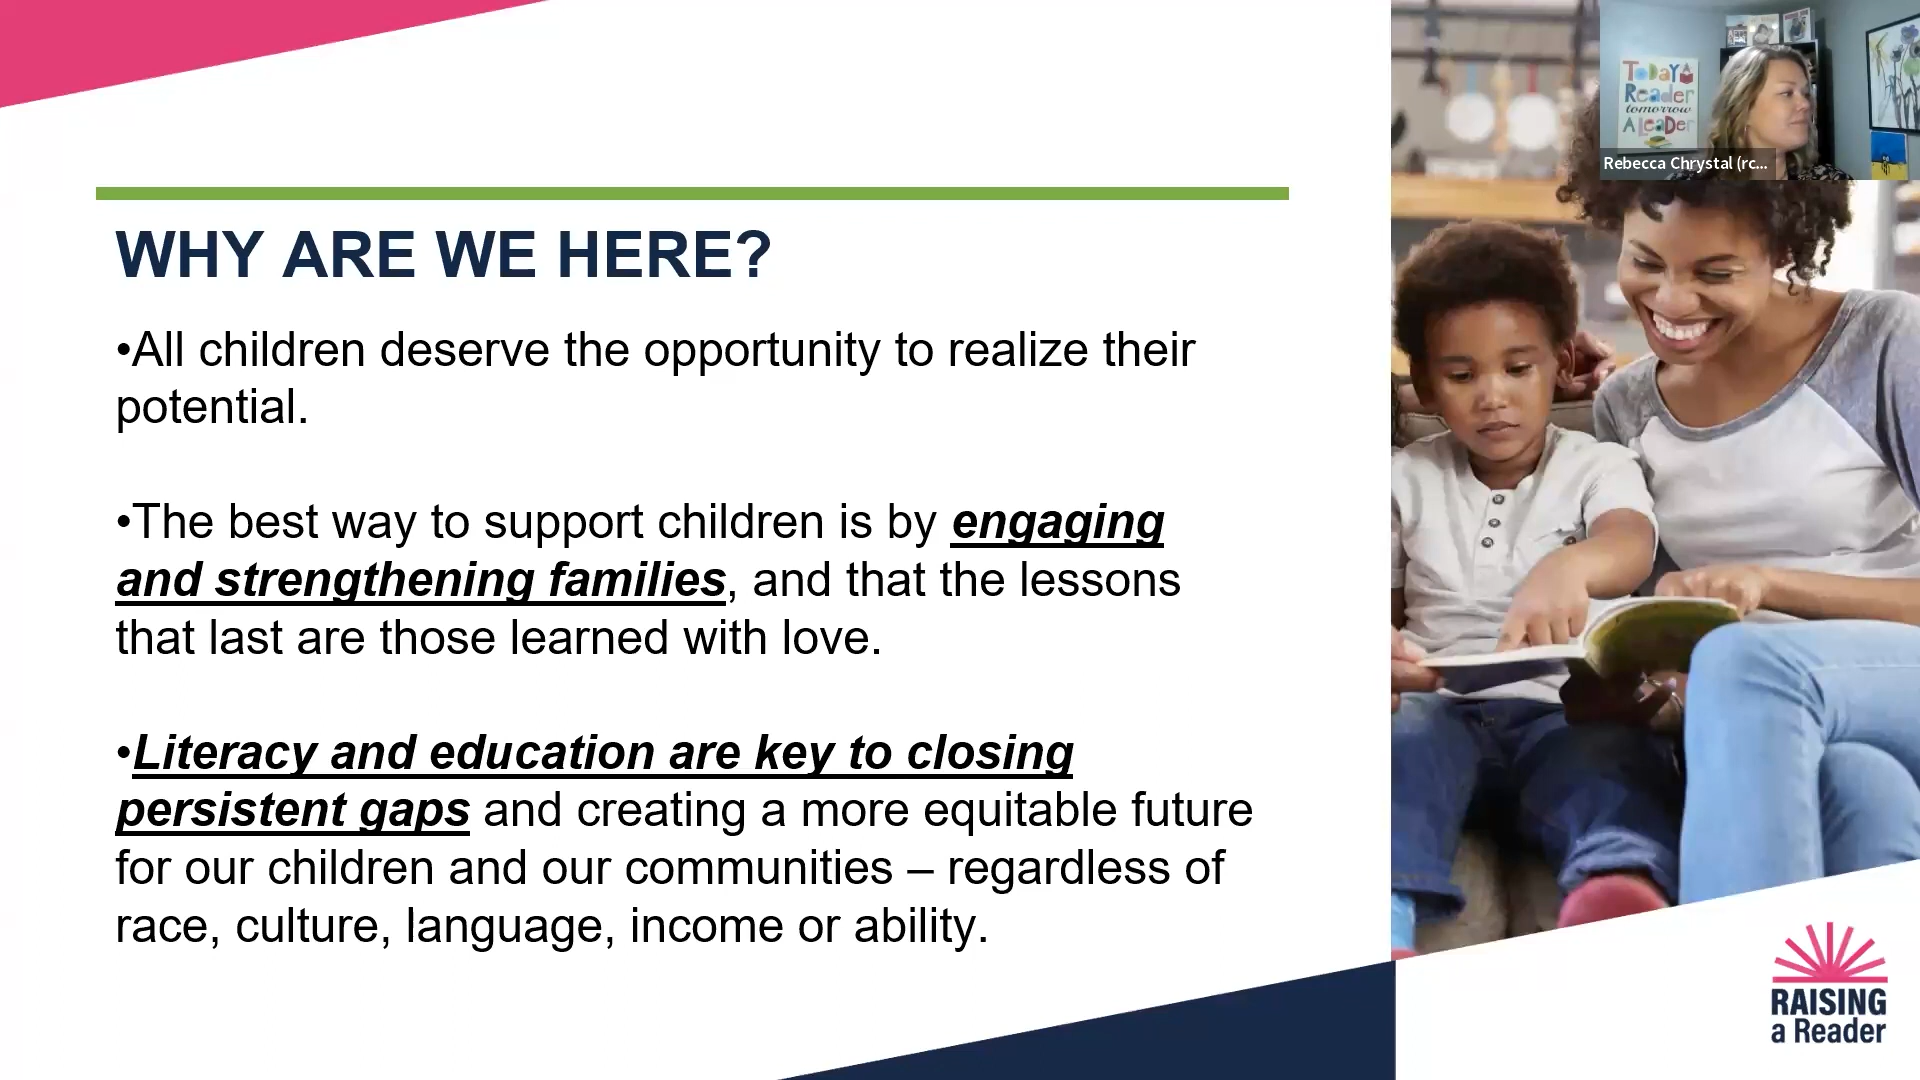 WHY ARE WE HERE?
•All children deserve the opportunity to realize their
potential.
•The best way to support children is by engaging
and strengthening families, and that the lessons
that last are those learned with love.
•Literacy and education are key to closing
persistent gaps and creating a more equitable future
for our children and our communities – regardless of
race, culture, language, income or ability.
Today
A
Reader
tomorrow
A Leader
Rebecca Chrystal (rc...
RAISING
a Reader